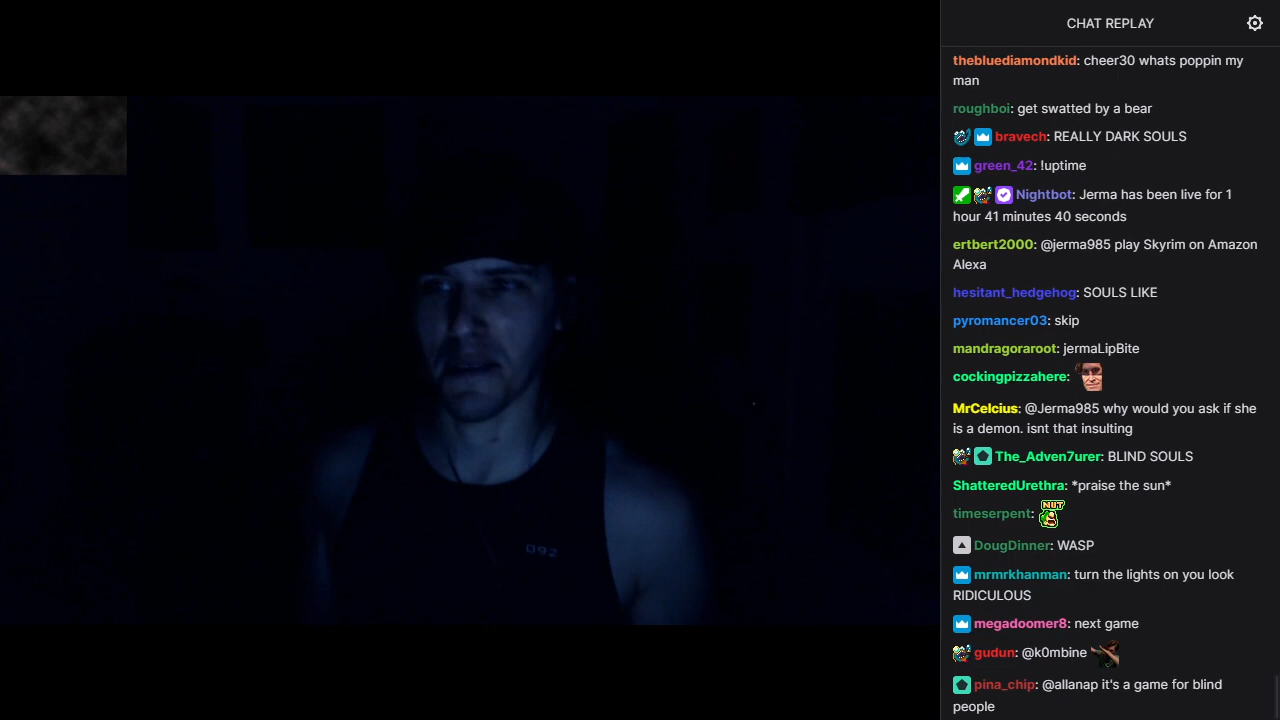 CHAT REPLAY
thebluediamondkid: cheer30 whats poppin my
man
roughboi: get swatted by a bear
bravech: REALLY DARK SOULS
green_42: !uptime
Nightbot: Jerma has been live for 1
hour 41 minutes 40 seconds
ertbert2000: @jerma985 play Skyrim on Amazon
Alexa
hesitant_hedgehog: SOULS LIKE
pyromancer03: skip
mandragoraroot: jermaLipBite
cockingpizzahere:
MrCelcius: @Jerma985 why would you ask if she
is a demon. isnt that insulting
The_Adven7urer: BLIND SOULS
ShatteredUrethra: *praise the sun*
timeserpent: NUT
DougDinner: WASP
mrmrkhanman: turn the lights on you look
RIDICULOUS
megadoomer8: next game
gudun: @k0mbine
pina_chip: @allanap it's a game for blind
people
092